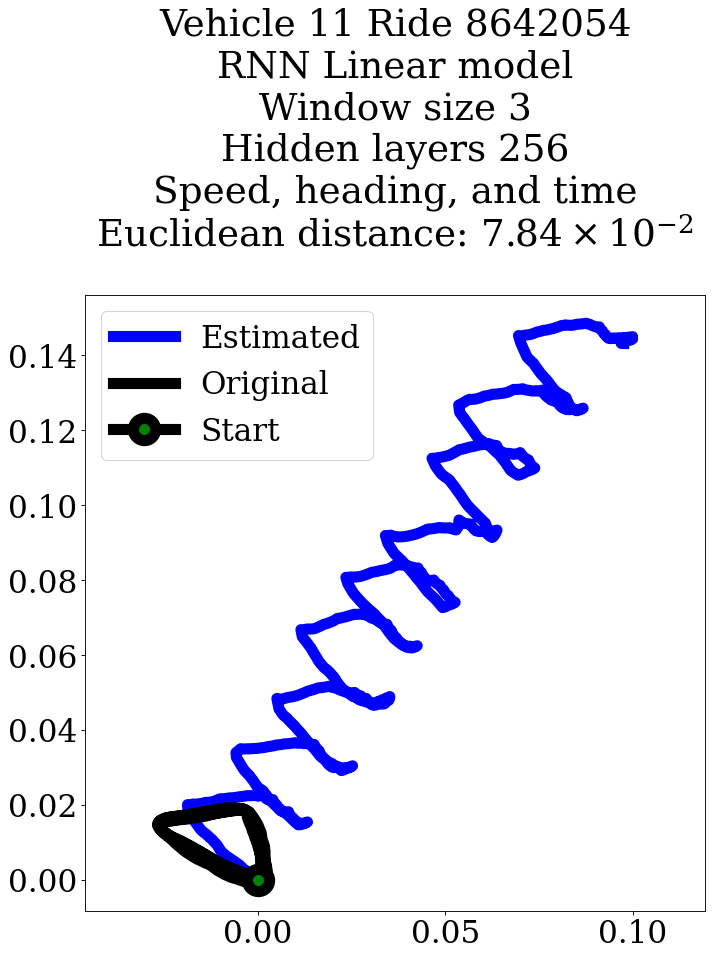 Vehicle 11 Ride 8642054
RNN Linear model
Window size 3
Hidden layers 256
Speed, heading, and time
Euclidean distance: 7.84 × 10⁻²
Estimated
Original
Start
0.14
0.12
0.10
0.08
0.06
0.04
0.02
0.00
0.00 0.05 0.10